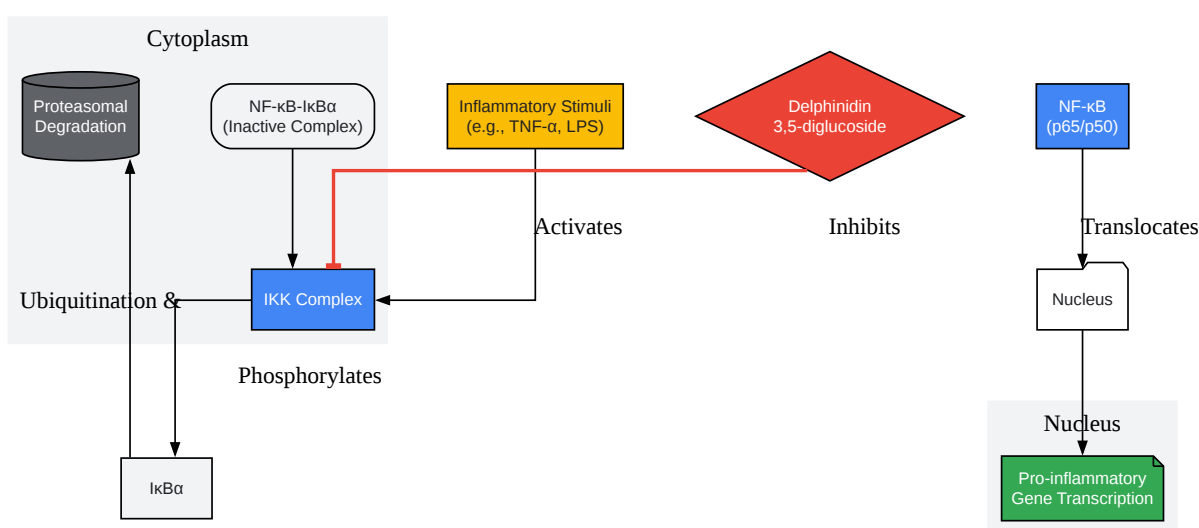 Cytoplasm
Proteasomal
Degradation
NF-κB-IκBα
(Inactive Complex)
Inflammatory Stimuli
(e.g., TNF-α, LPS)
Delphinidin
3,5-diglucoside
NF-κB
(p65/p50)
Activates
Inhibits
Translocates
Ubiquitination &
IKK Complex
Nucleus
Phosphorylates
Nucleus
IκBα
Pro-inflammatory
Gene Transcription